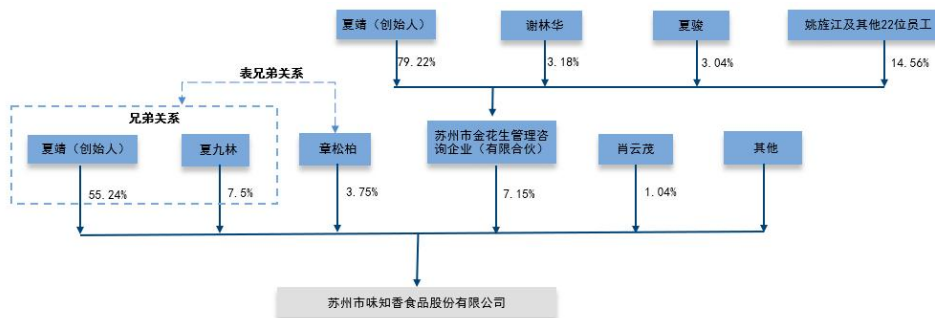 夏靖（创始人）
谢林华
夏骏
姚旌江及其他22位员工
79.22%
3.18%
3.04%
14.56%
表兄弟关系
兄弟关系
夏靖（创始人）
夏九林
章松柏
苏州市金花生管理咨
询企业（有限合伙）
肖云茂
其他
55.24%
7.5%
3.75%
7.15%
1.04%
苏州市味知香食品股份有限公司